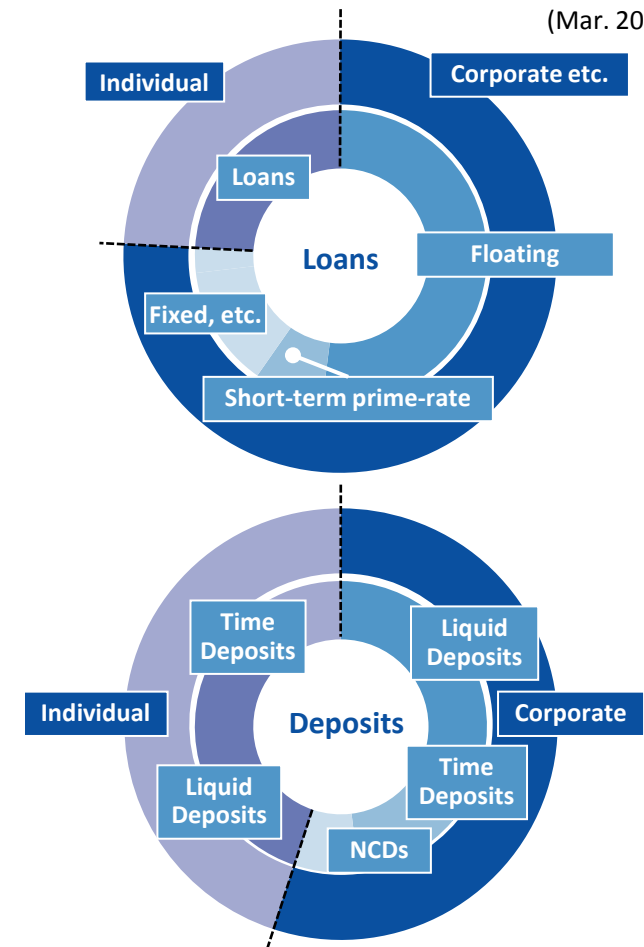 (Mar. 20
Individual
Corporate etc.
Loans
Loans
Floating
Fixed, etc.
Short-term prime-rate
Time
Deposits
Liquid
Deposits
Individual
Deposits
Corporate
Liquid
Deposits
Time
Deposits
NCDs